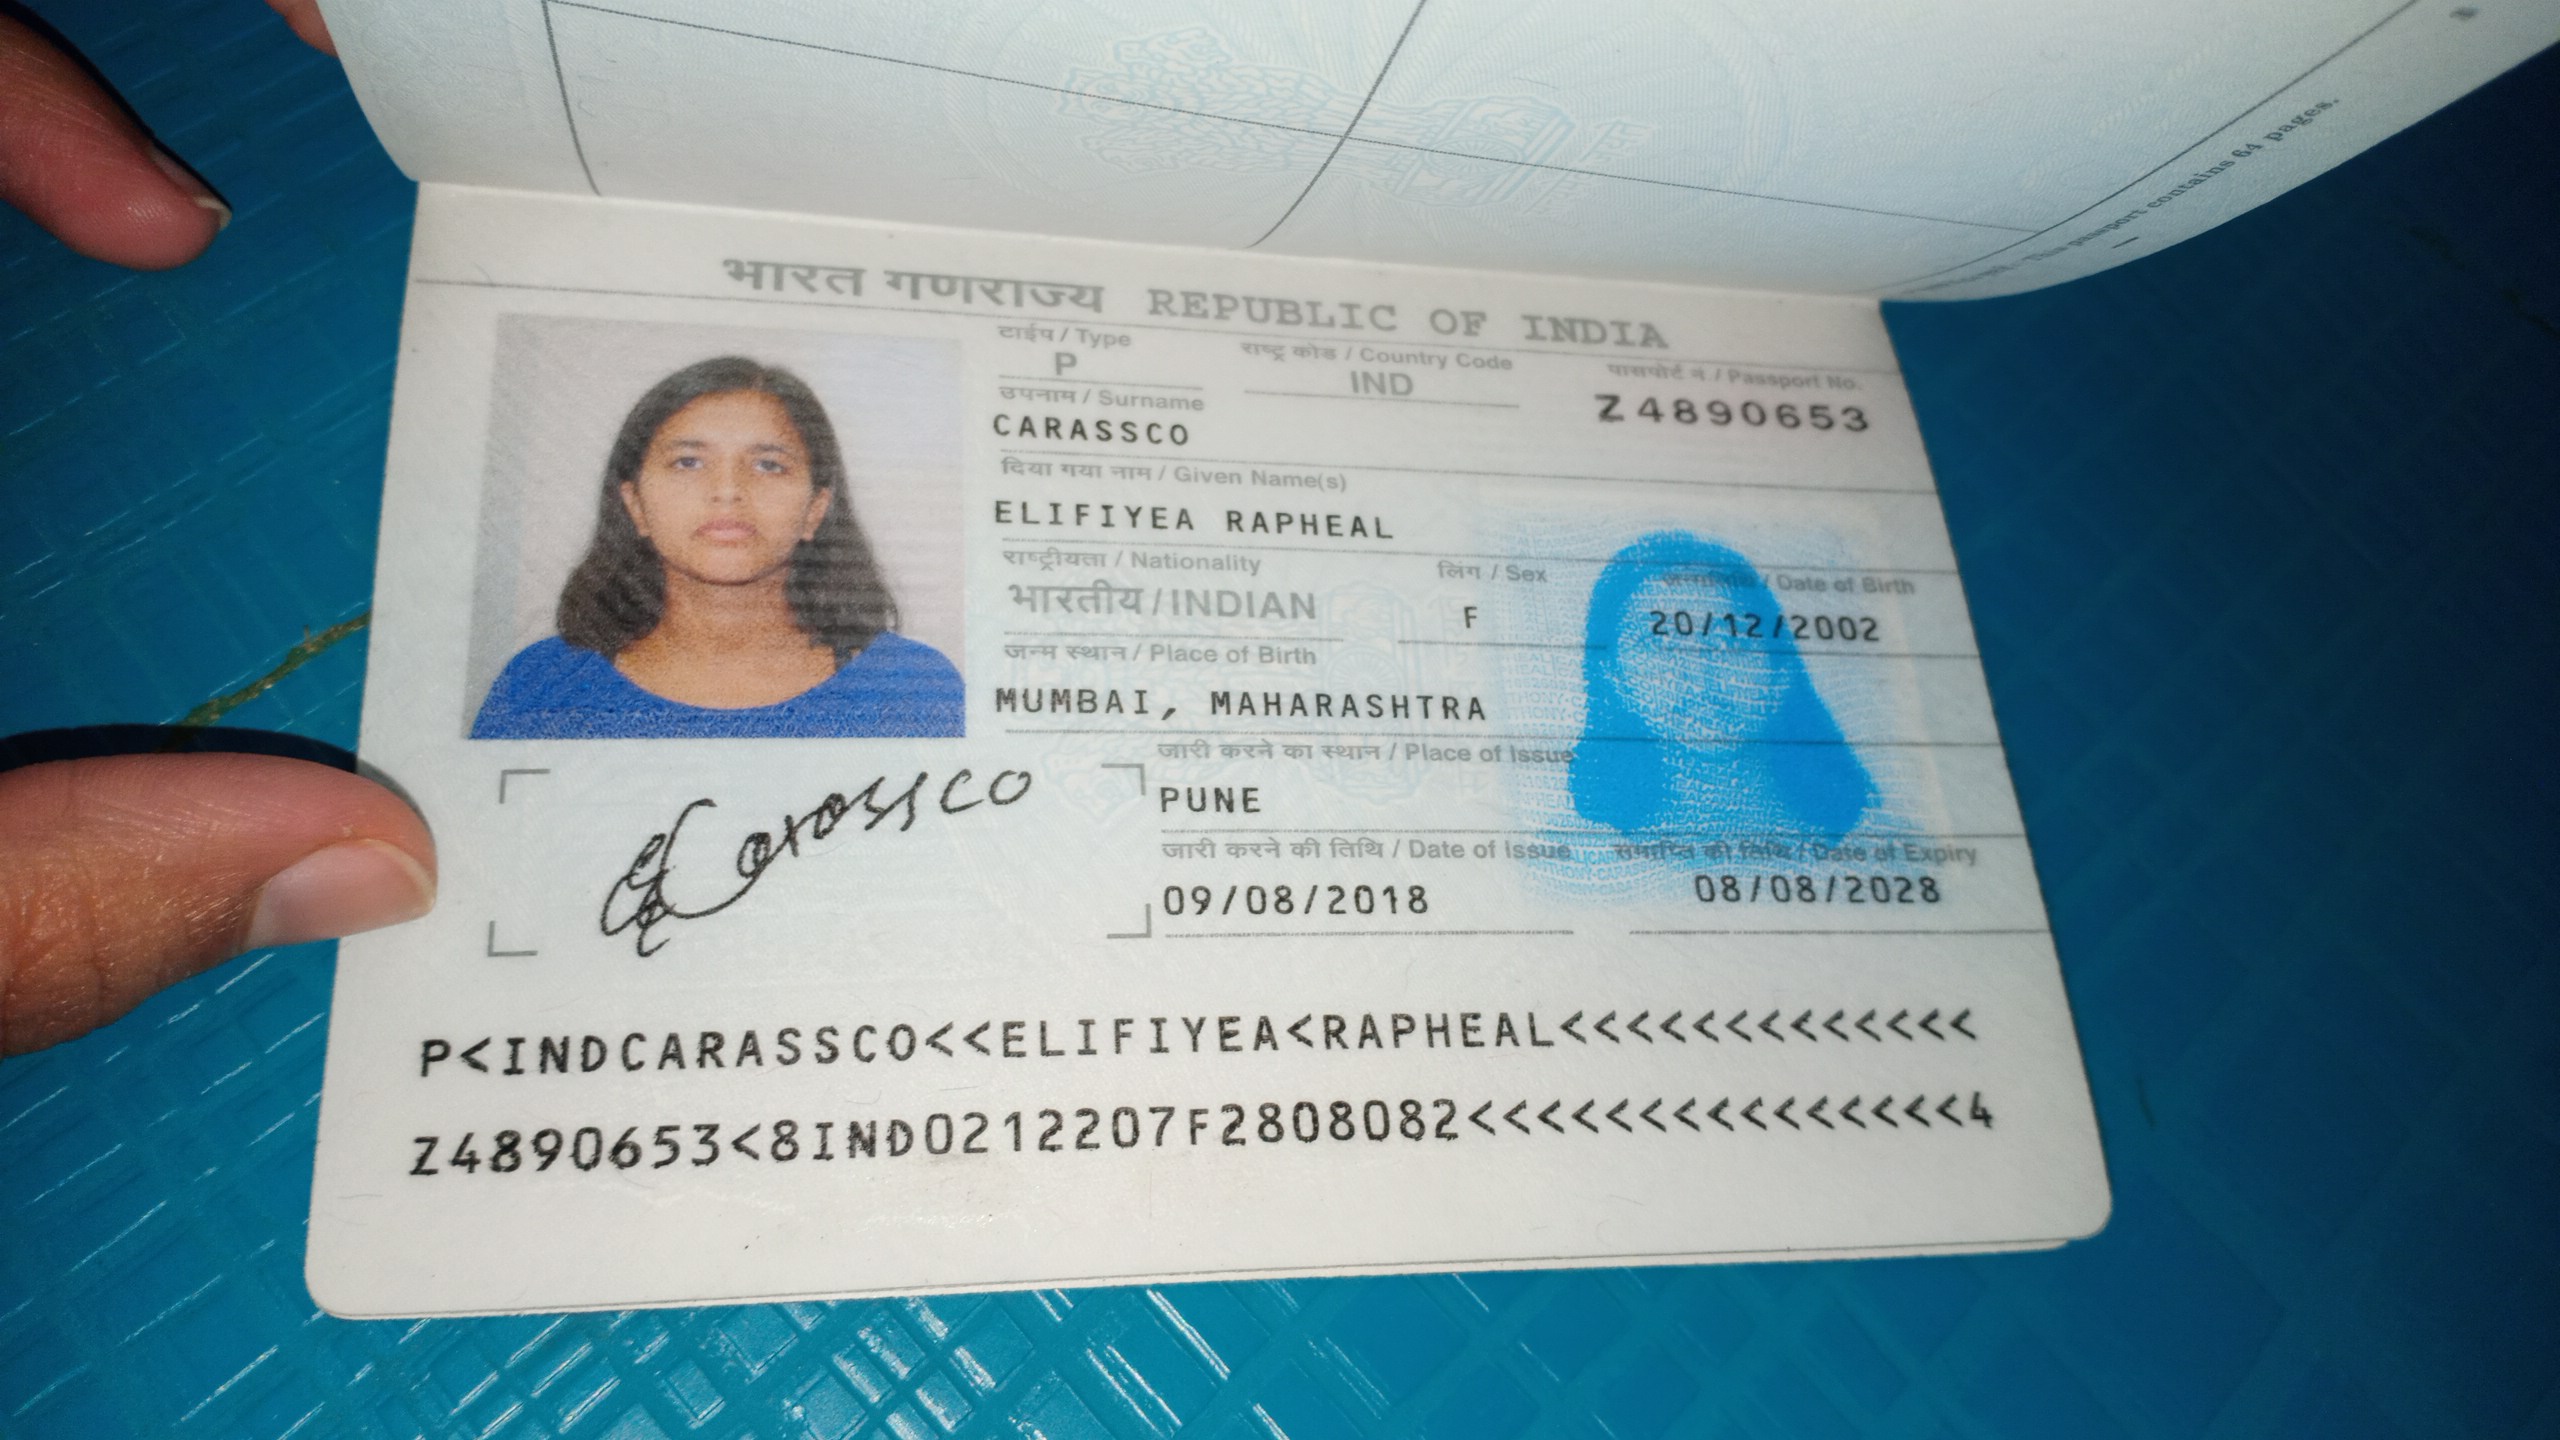 This passport contains 64 pages.
भारत गणराज्य REPUBLIC OF INDIA
टाईप / Type
राष्ट्र कोड / Country Code
पासपोर्ट नं. / Passport No.
P
IND
Z4890653
उपनाम / Surname
CARASSCO
दिया गया नाम / Given Name(s)
ELIFIYEA RAPHEAL
राष्ट्रीयता / Nationality
लिंग / Sex
/ Date of Birth
भारतीय / INDIAN
F
20/12/2002
जन्म स्थान / Place of Birth
MUMBAI, MAHARASHTRA
जारी करने का स्थान / Place of Issue
PUNE
Carossco
जारी करने की तिथि / Date of Issue
समाप्ति की तिथि / Date of Expiry
09/08/2018
08/08/2028
P<INDCARASSCO<<ELIFIYEA<RAPHEAL<<<<<<<<<<<<<
Z4890653<8IND0212207F2808082<<<<<<<<<<<<<<<4